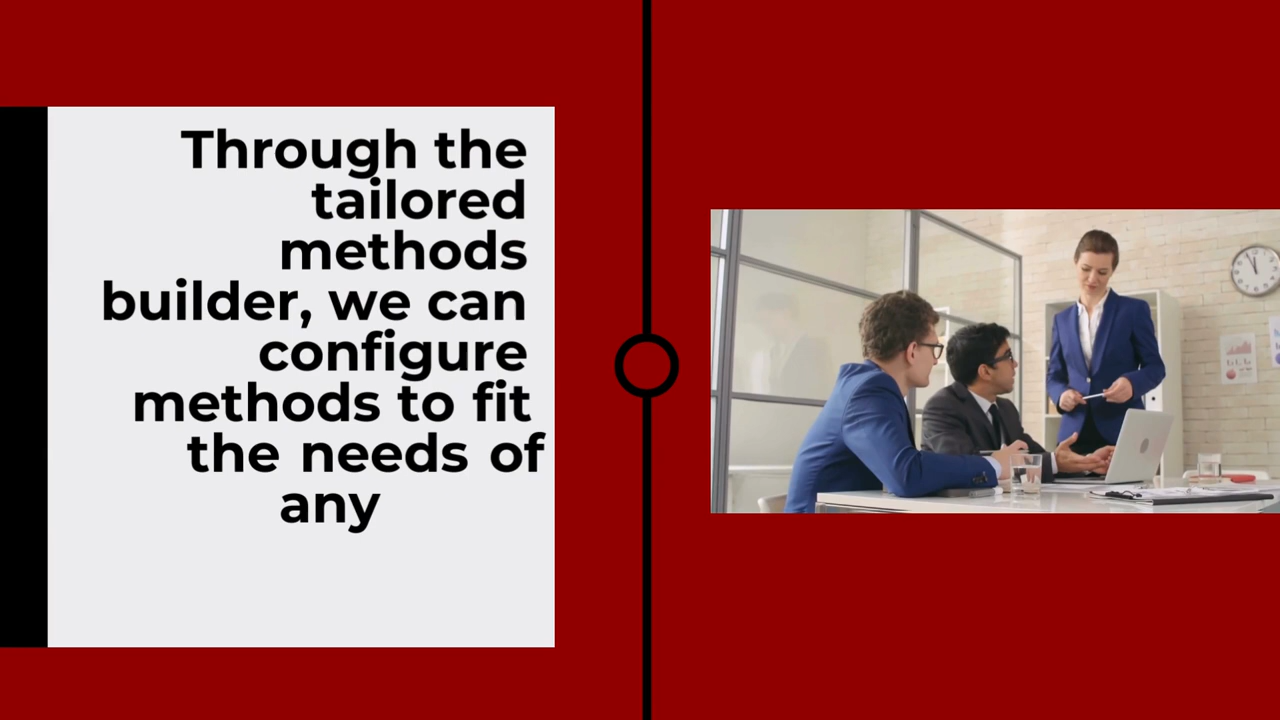 Through the
tailored
methods
builder, we can
configure
methods to fit
the needs of
any